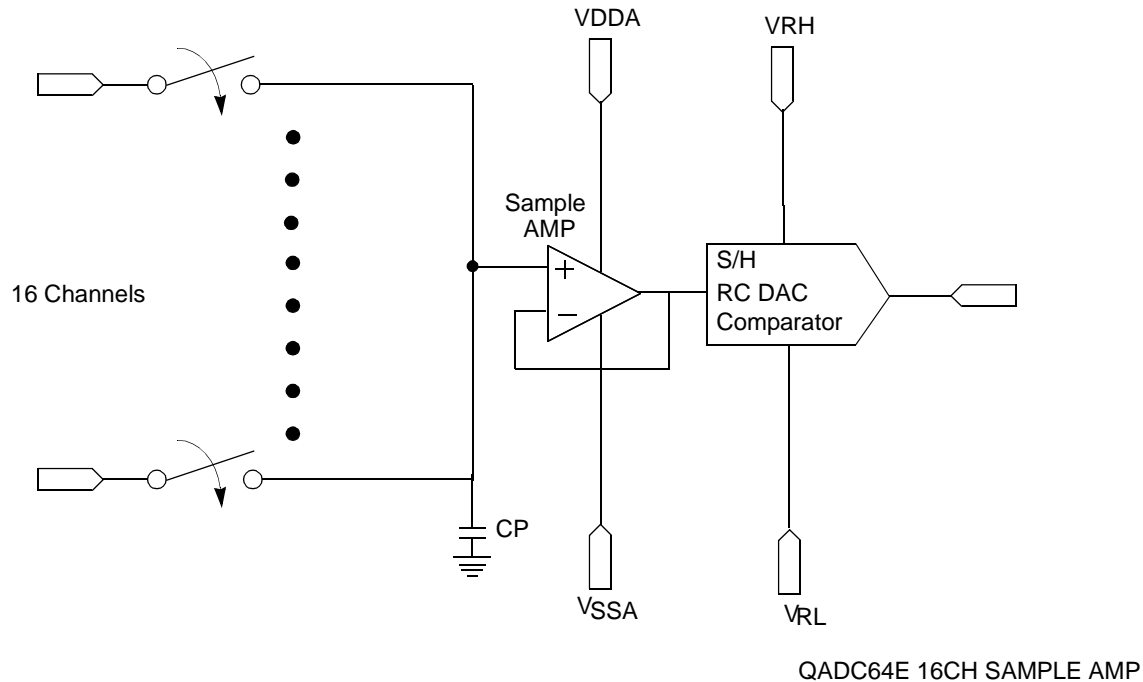 VDDA
VRH
Sample
AMP
+
−
S/H
RC DAC
Comparator
16 Channels
CP
VSSA
VRL
QADC64E 16CH SAMPLE AMP